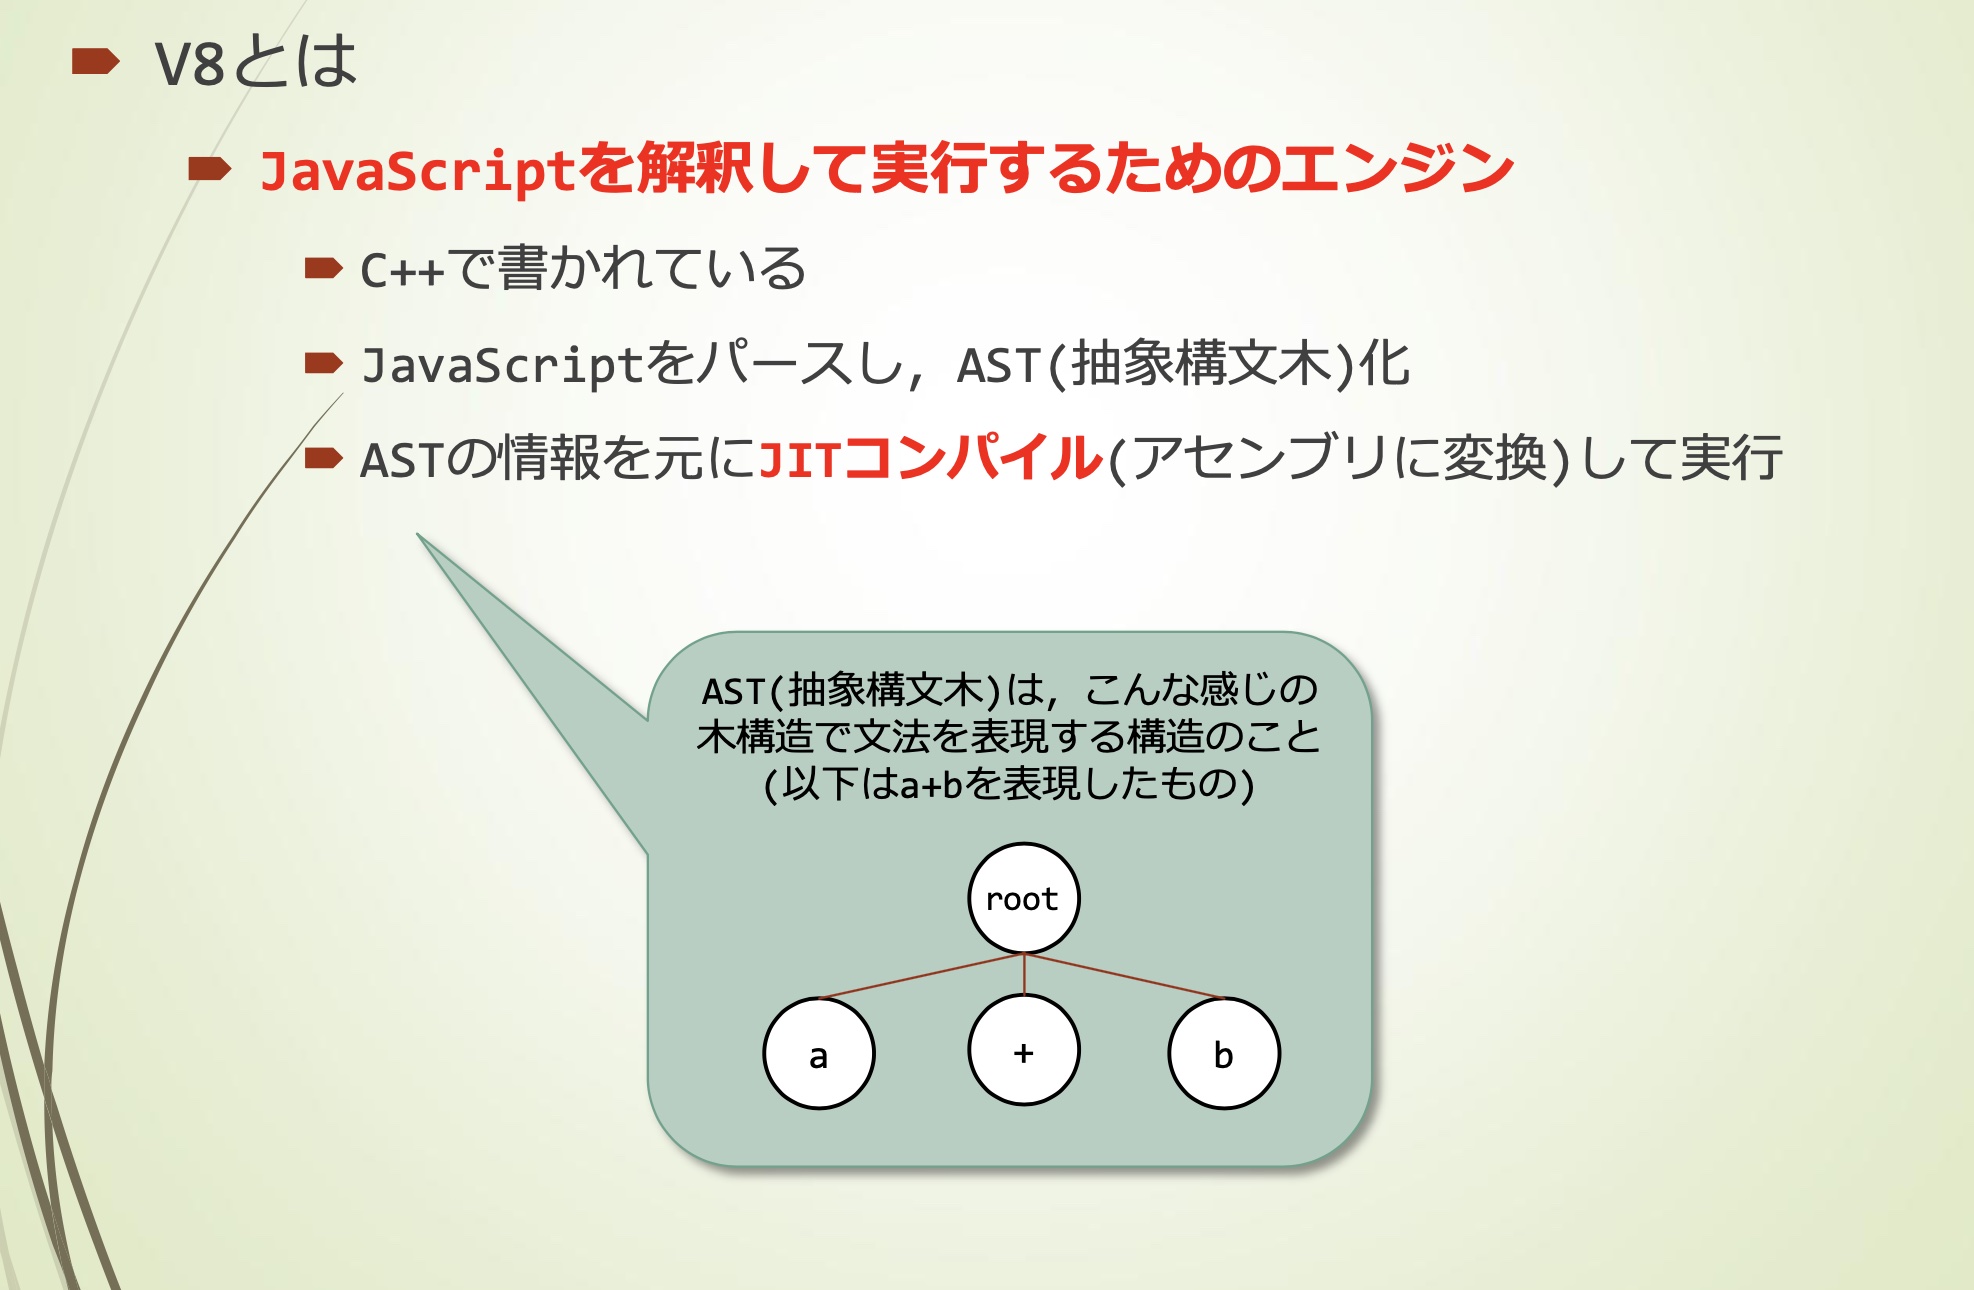 V8とは
JavaScriptを解釈して実行するためのエンジン
C++で書かれている
JavaScriptをパースし, AST(抽象構文木)化
ASTの情報を元にJITコンパイル(アセンブリに変換)して実行
AST(抽象構文木)は, こんな感じの
木構造で文法を表現する構造のこと
(以下はa+bを表現したもの)
root
a
+
b